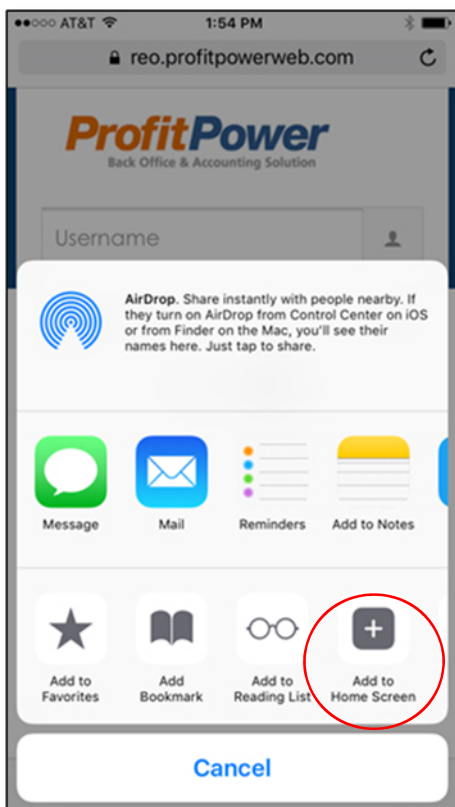 AT&T 1:54 PM
reo.profitpowerweb.com
ProfitPower
Back Office & Accounting Solution
Username
AirDrop. Share instantly with people nearby. If
they turn on AirDrop from Control Center on iOS
or from Finder on the Mac, you'll see their
names here. Just tap to share.
Message Mail Reminders Add to Notes
Add to Add Add to Add to
Favorites Bookmark Reading List Home Screen
Cancel